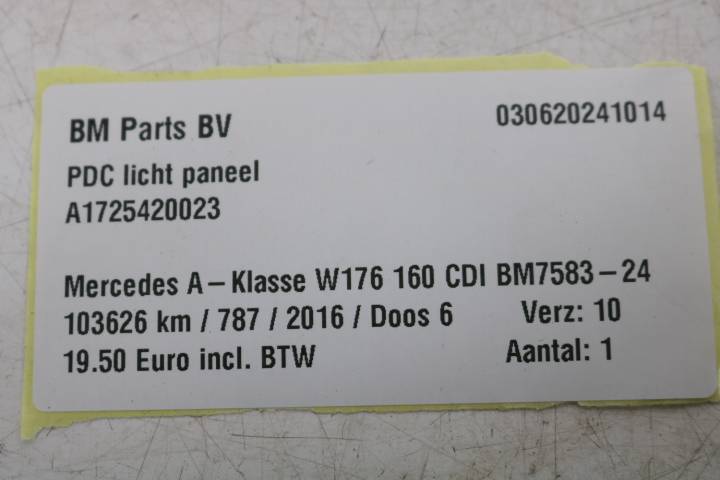 BM Parts BV 030620241014
PDC licht paneel
A1725420023
Mercedes A-Klasse W176 160 CDI BM7583-24
103626 km / 787 / 2016 / Doos 6 Verz: 10
19.50 Euro incl. BTW Aantal: 1